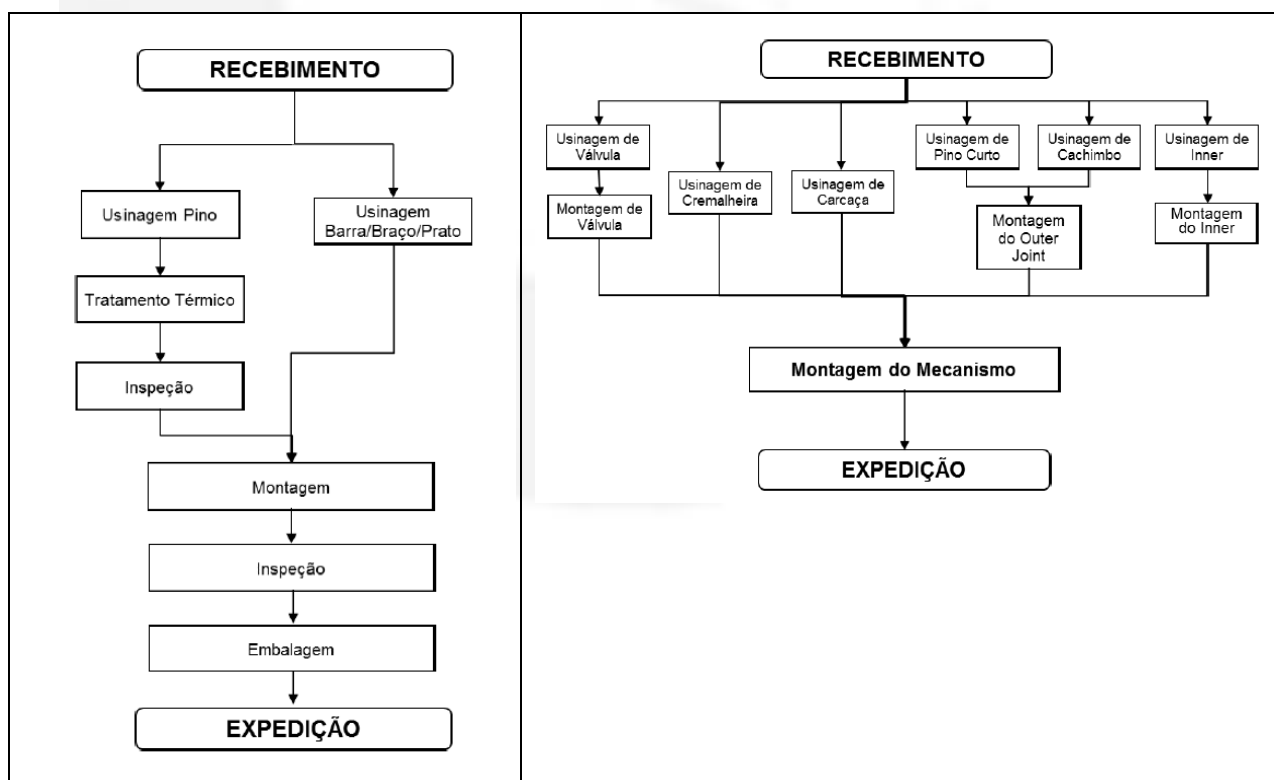 RECEBIMENTO
Usinagem Pino
Usinagem
Barra/Braço/Prato
Tratamento Térmico
Inspeção
Montagem
Inspeção
Embalagem
EXPEDIÇÃO
RECEBIMENTO
Usinagem de
Válvula
Montagem de
Válvula
Usinagem de
Cremalheira
Usinagem de
Carcaça
Usinagem de
Pino Curto
Usinagem de
Cachimbo
Montagem
do Outer
Joint
Usinagem de
Inner
Montagem
do Inner
Montagem do Mecanismo
EXPEDIÇÃO